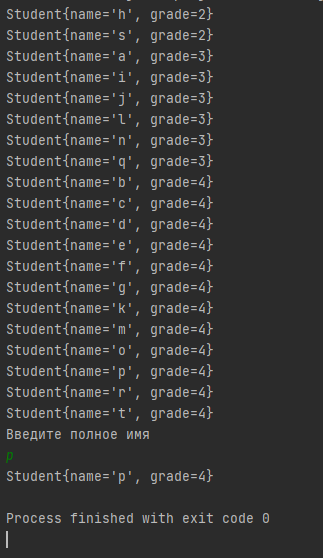 Student{name='h', grade=2}
Student{name='s', grade=2}
Student{name='a', grade=3}
Student{name='i', grade=3}
Student{name='j', grade=3}
Student{name='l', grade=3}
Student{name='n', grade=3}
Student{name='q', grade=3}
Student{name='b', grade=4}
Student{name='c', grade=4}
Student{name='d', grade=4}
Student{name='e', grade=4}
Student{name='f', grade=4}
Student{name='g', grade=4}
Student{name='k', grade=4}
Student{name='m', grade=4}
Student{name='o', grade=4}
Student{name='p', grade=4}
Student{name='r', grade=4}
Student{name='t', grade=4}
Введите полное имя
p
Student{name='p', grade=4}
Process finished with exit code 0